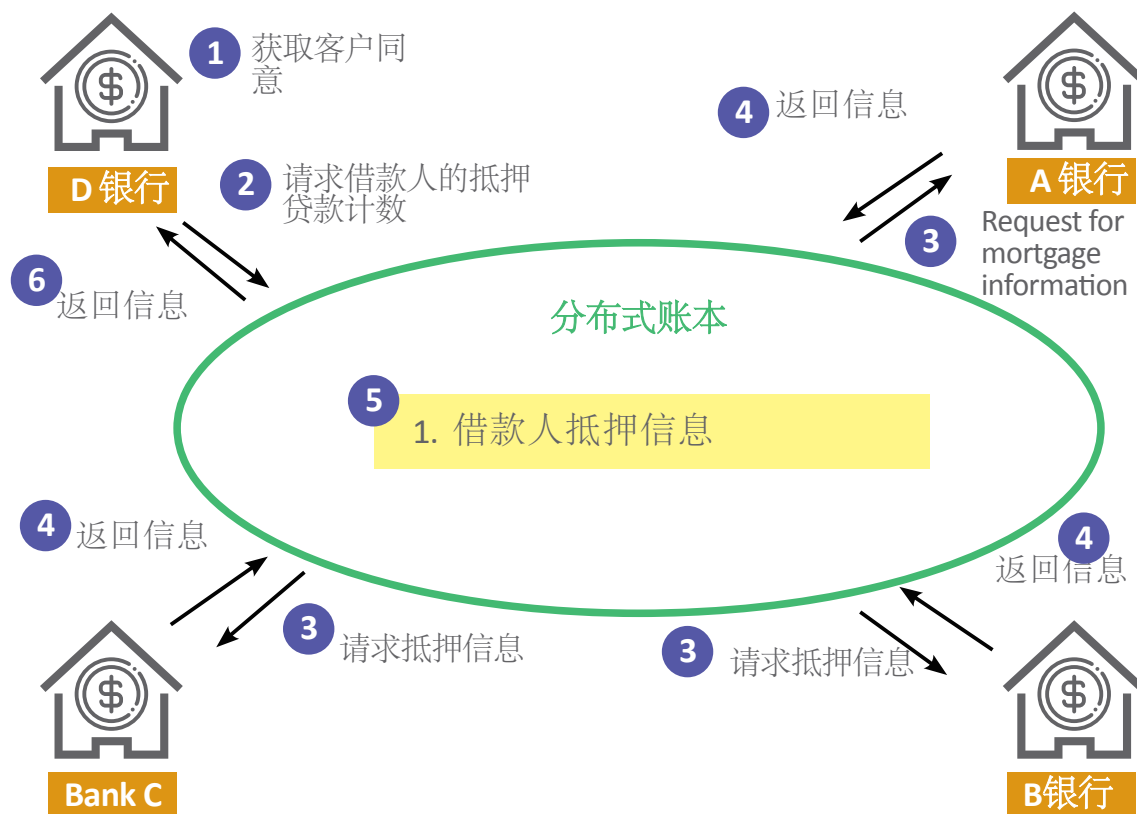 1 获取客户同
意
D 银行
2 请求借款人的抵押
贷款计数
4 返回信息
A 银行
3 Request for
mortgage
information
6 返回信息
分布式账本
5
1. 借款人抵押信息
4 返回信息
4
返回信息
3 请求抵押信息
3 请求抵押信息
Bank C
B银行